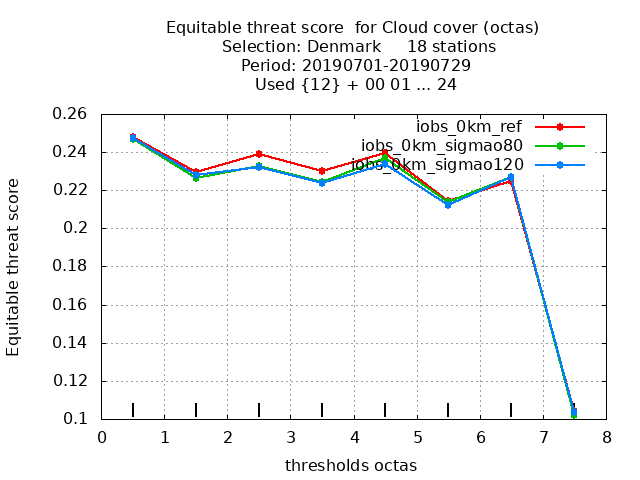 Equitable threat score  for Cloud cover (octas)
Selection: Denmark     18 stations
Period: 20190701-20190729
Used {12} + 00 01 ... 24
iobs_0km_ref
iobs_0km_sigmao80
iobs_0km_sigmao120
Equitable threat score
0.26
0.24
0.22
0.2
0.18
0.16
0.14
0.12
0.1
0 1 2 3 4 5 6 7 8
thresholds octas